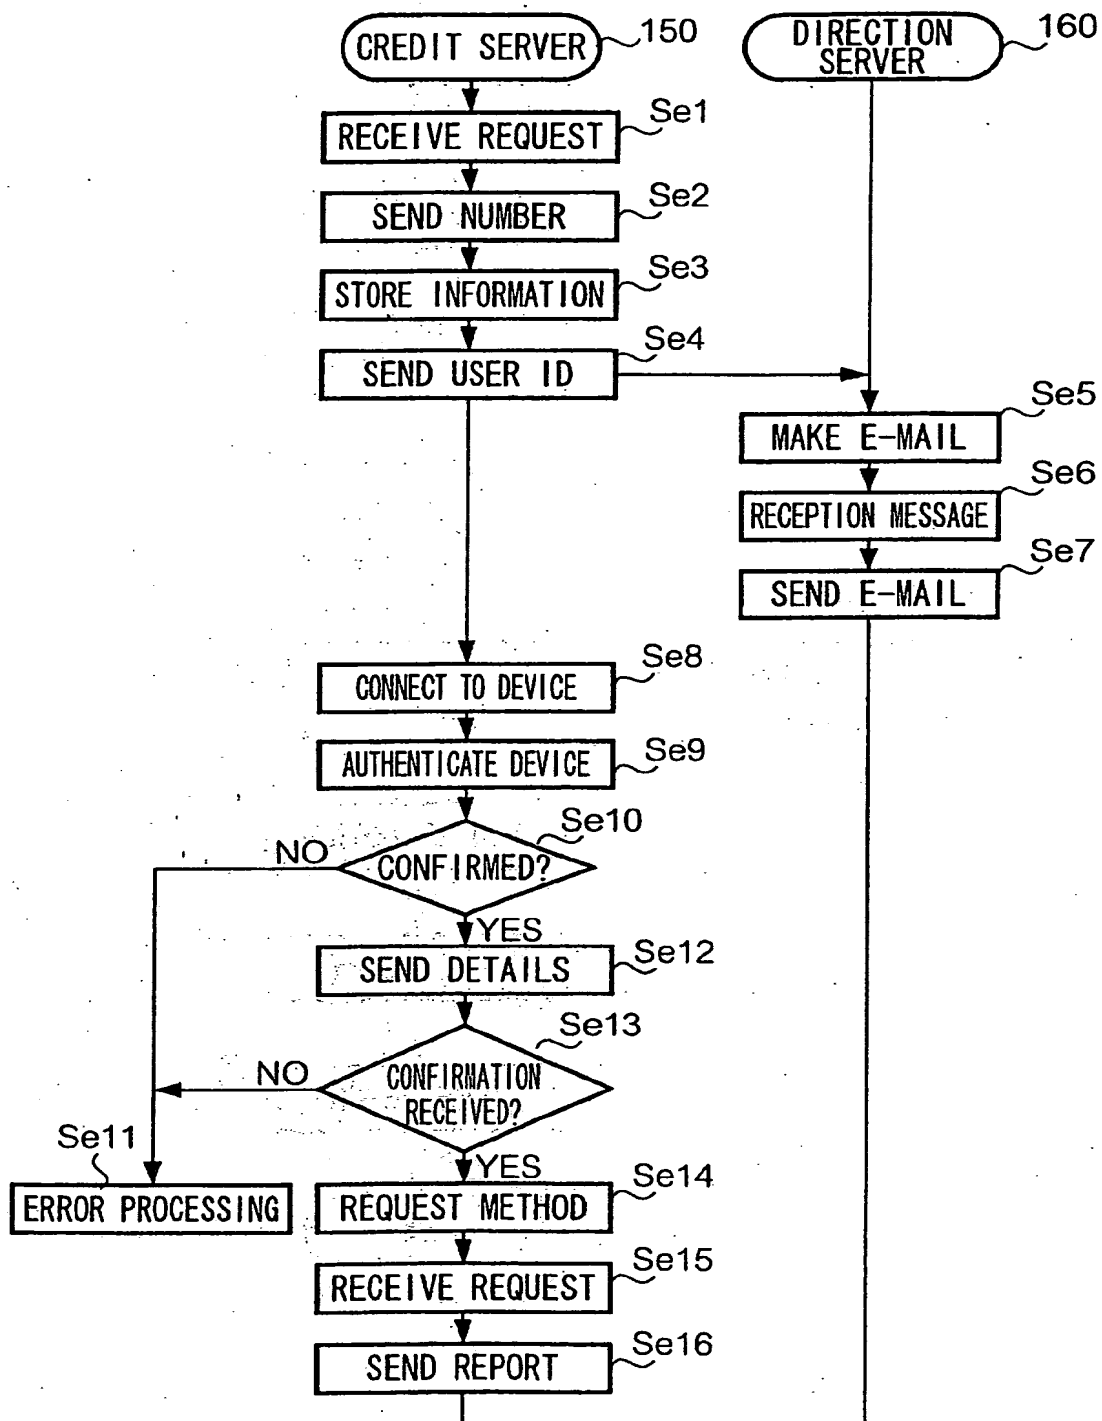 CREDIT SERVER
150
DIRECTION
SERVER
160
Se1
RECEIVE REQUEST
Se2
SEND NUMBER
Se3
STORE INFORMATION
Se4
SEND USER ID
Se5
MAKE E-MAIL
Se6
RECEPTION MESSAGE
Se7
SEND E-MAIL
Se8
CONNECT TO DEVICE
Se9
AUTHENTICATE DEVICE
Se10
CONFIRMED?
NO
YES
Se12
SEND DETAILS
Se13
CONFIRMATION
RECEIVED?
NO
YES
Se11
ERROR PROCESSING
Se14
REQUEST METHOD
Se15
RECEIVE REQUEST
Se16
SEND REPORT